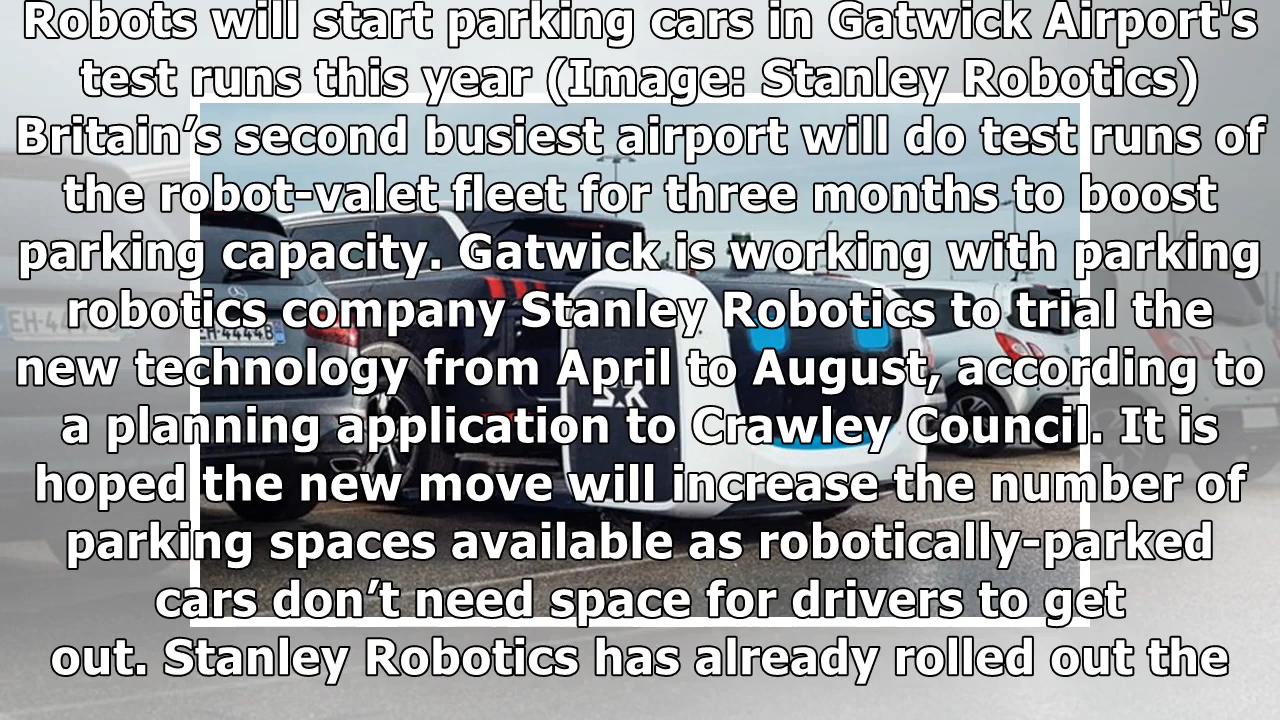 Robots will start parking cars in Gatwick Airport's
test runs this year (Image: Stanley Robotics)
Britain’s second busiest airport will do test runs of
the robot-valet fleet for three months to boost
parking capacity. Gatwick is working with parking
robotics company Stanley Robotics to trial the
new technology from April to August, according to
a planning application to Crawley Council. It is
hoped the new move will increase the number of
parking spaces available as robotically-parked
cars don’t need space for drivers to get
out. Stanley Robotics has already rolled out the